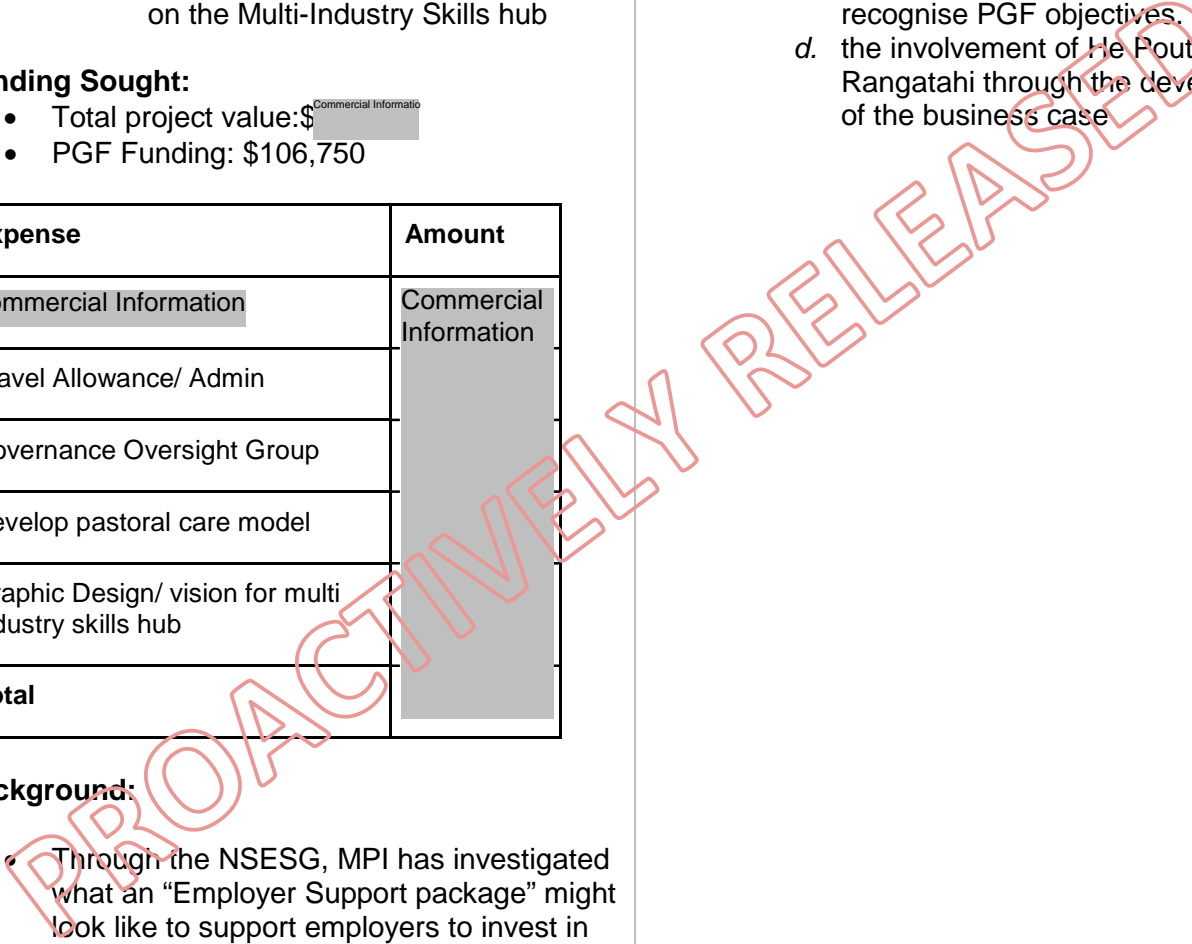 on the Multi-Industry Skills hub
nding Sought:
• Total project value:$ Commercial Informatio
• PGF Funding: $106,750
xpense Amount
ommercial Information Commercial
Information
avel Allowance/ Admin
overnance Oversight Group
evelop pastoral care model
raphic Design/ vision for multi
dustry skills hub
otal
ckground:
• Through the NSESG, MPI has investigated
what an “Employer Support package” might
look like to support employers to invest in
recognise PGF objectives.
d. the involvement of He Pout
Rangatahi through the deve
of the business case
PROACTIVELY RELEASED